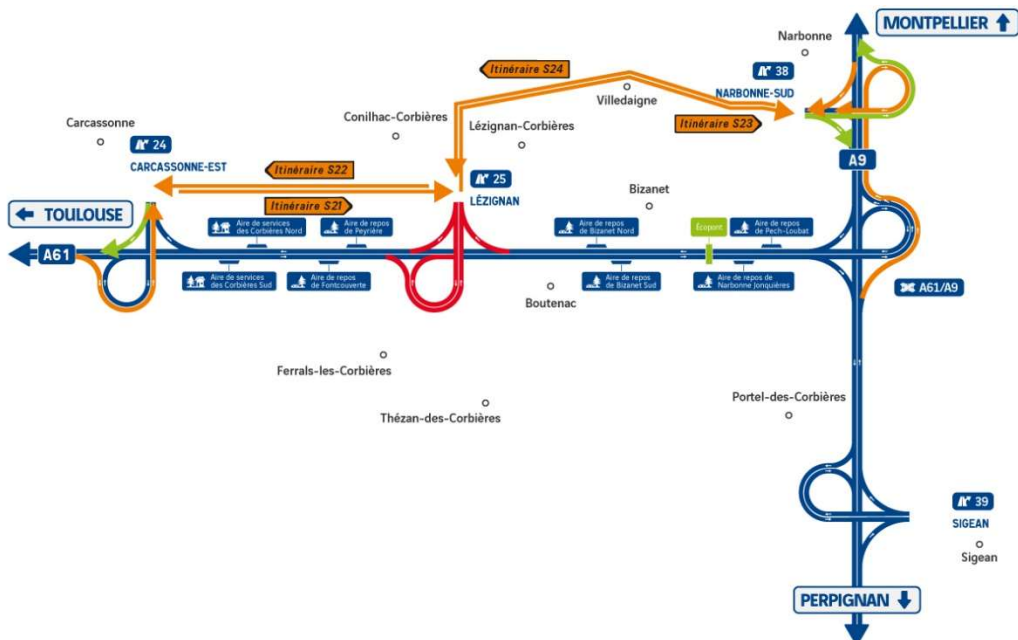 MONTPELLIER
Narbonne
38
NARBONNE-SUD
Itinéraire S24
Villedaigne
Itinéraire S23
Conilhac-Corbières
Lézignan-Corbières
Carcassonne
24
CARCASSONNE-EST
Itinéraire S22
Itinéraire S21
25
LÉZIGNAN
A9
Bizanet
TOULOUSE
A61
Aire de services
des Corbières Nord
Aire de repos
de Peyrière
Aire de repos
de Bizanet Nord
Écopont
Aire de repos
de Pech-Loubat
Aire de services
des Corbières Sud
Aire de repos
de Fontcouverte
Aire de repos
de Bizanet Sud
Aire de repos de
Narbonne Jonquières
A61/A9
Boutenac
Ferrals-les-Corbières
Thézan-des-Corbières
Portel-des-Corbières
39
SIGEAN
Sigean
PERPIGNAN